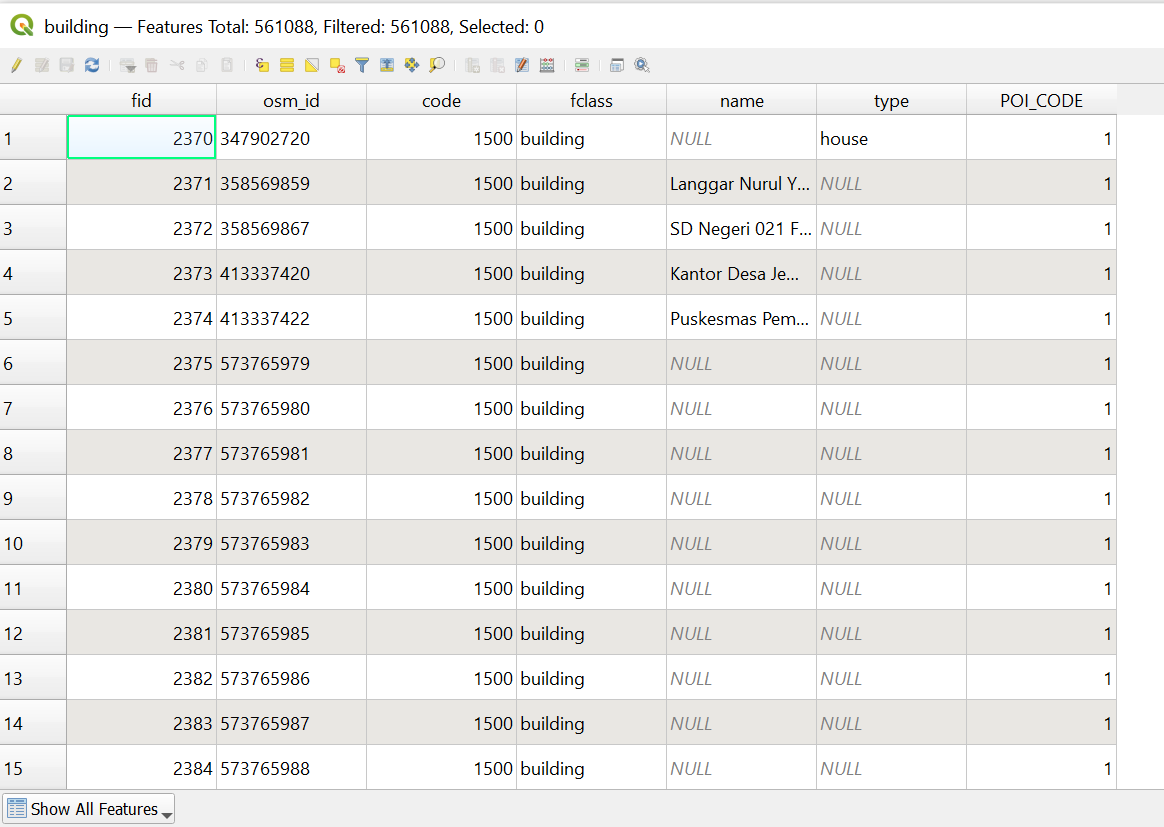 building — Features Total: 561088, Filtered: 561088, Selected: 0
fid osm_id code fclass name type POI_CODE
1 2370 347902720 1500 building NULL house 1
2 2371 358569859 1500 building Langgar Nurul Y... NULL 1
3 2372 358569867 1500 building SD Negeri 021 F... NULL 1
4 2373 413337420 1500 building Kantor Desa Je... NULL 1
5 2374 413337422 1500 building Puskesmas Pem... NULL 1
6 2375 573765979 1500 building NULL NULL 1
7 2376 573765980 1500 building NULL NULL 1
8 2377 573765981 1500 building NULL NULL 1
9 2378 573765982 1500 building NULL NULL 1
10 2379 573765983 1500 building NULL NULL 1
11 2380 573765984 1500 building NULL NULL 1
12 2381 573765985 1500 building NULL NULL 1
13 2382 573765986 1500 building NULL NULL 1
14 2383 573765987 1500 building NULL NULL 1
15 2384 573765988 1500 building NULL NULL 1
Show All Features